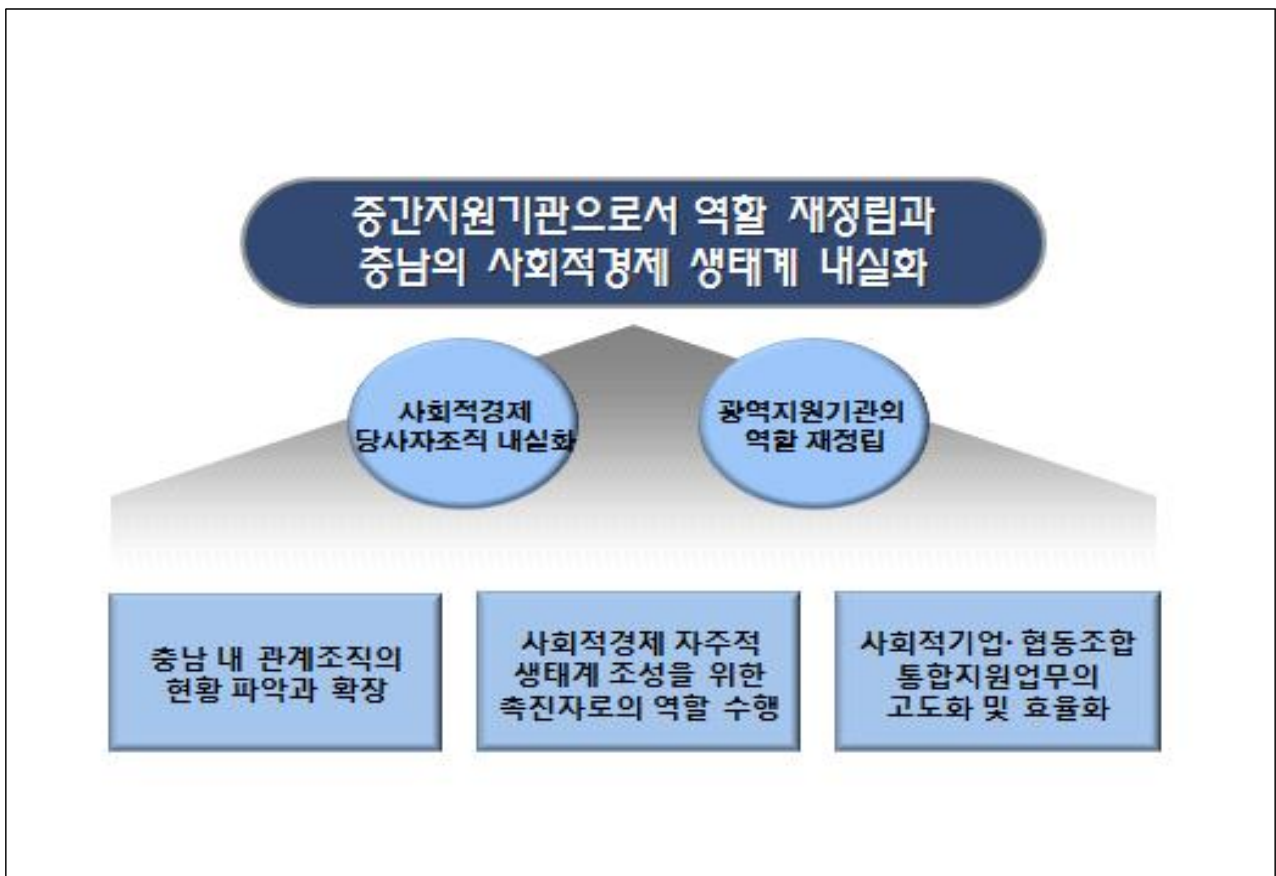 중간지원기관으로서 역할 재정립과
충남의 사회적경제 생태계 내실화
사회적경제
당사자조직 내실화
광역지원기관의
역할 재정립
충남 내 관계조직의
현황 파악과 확장
사회적경제 자주적
생태계 조성을 위한
촉진자로의 역할 수행
사회적기업·협동조합
통합지원업무의
고도화 및 효율화